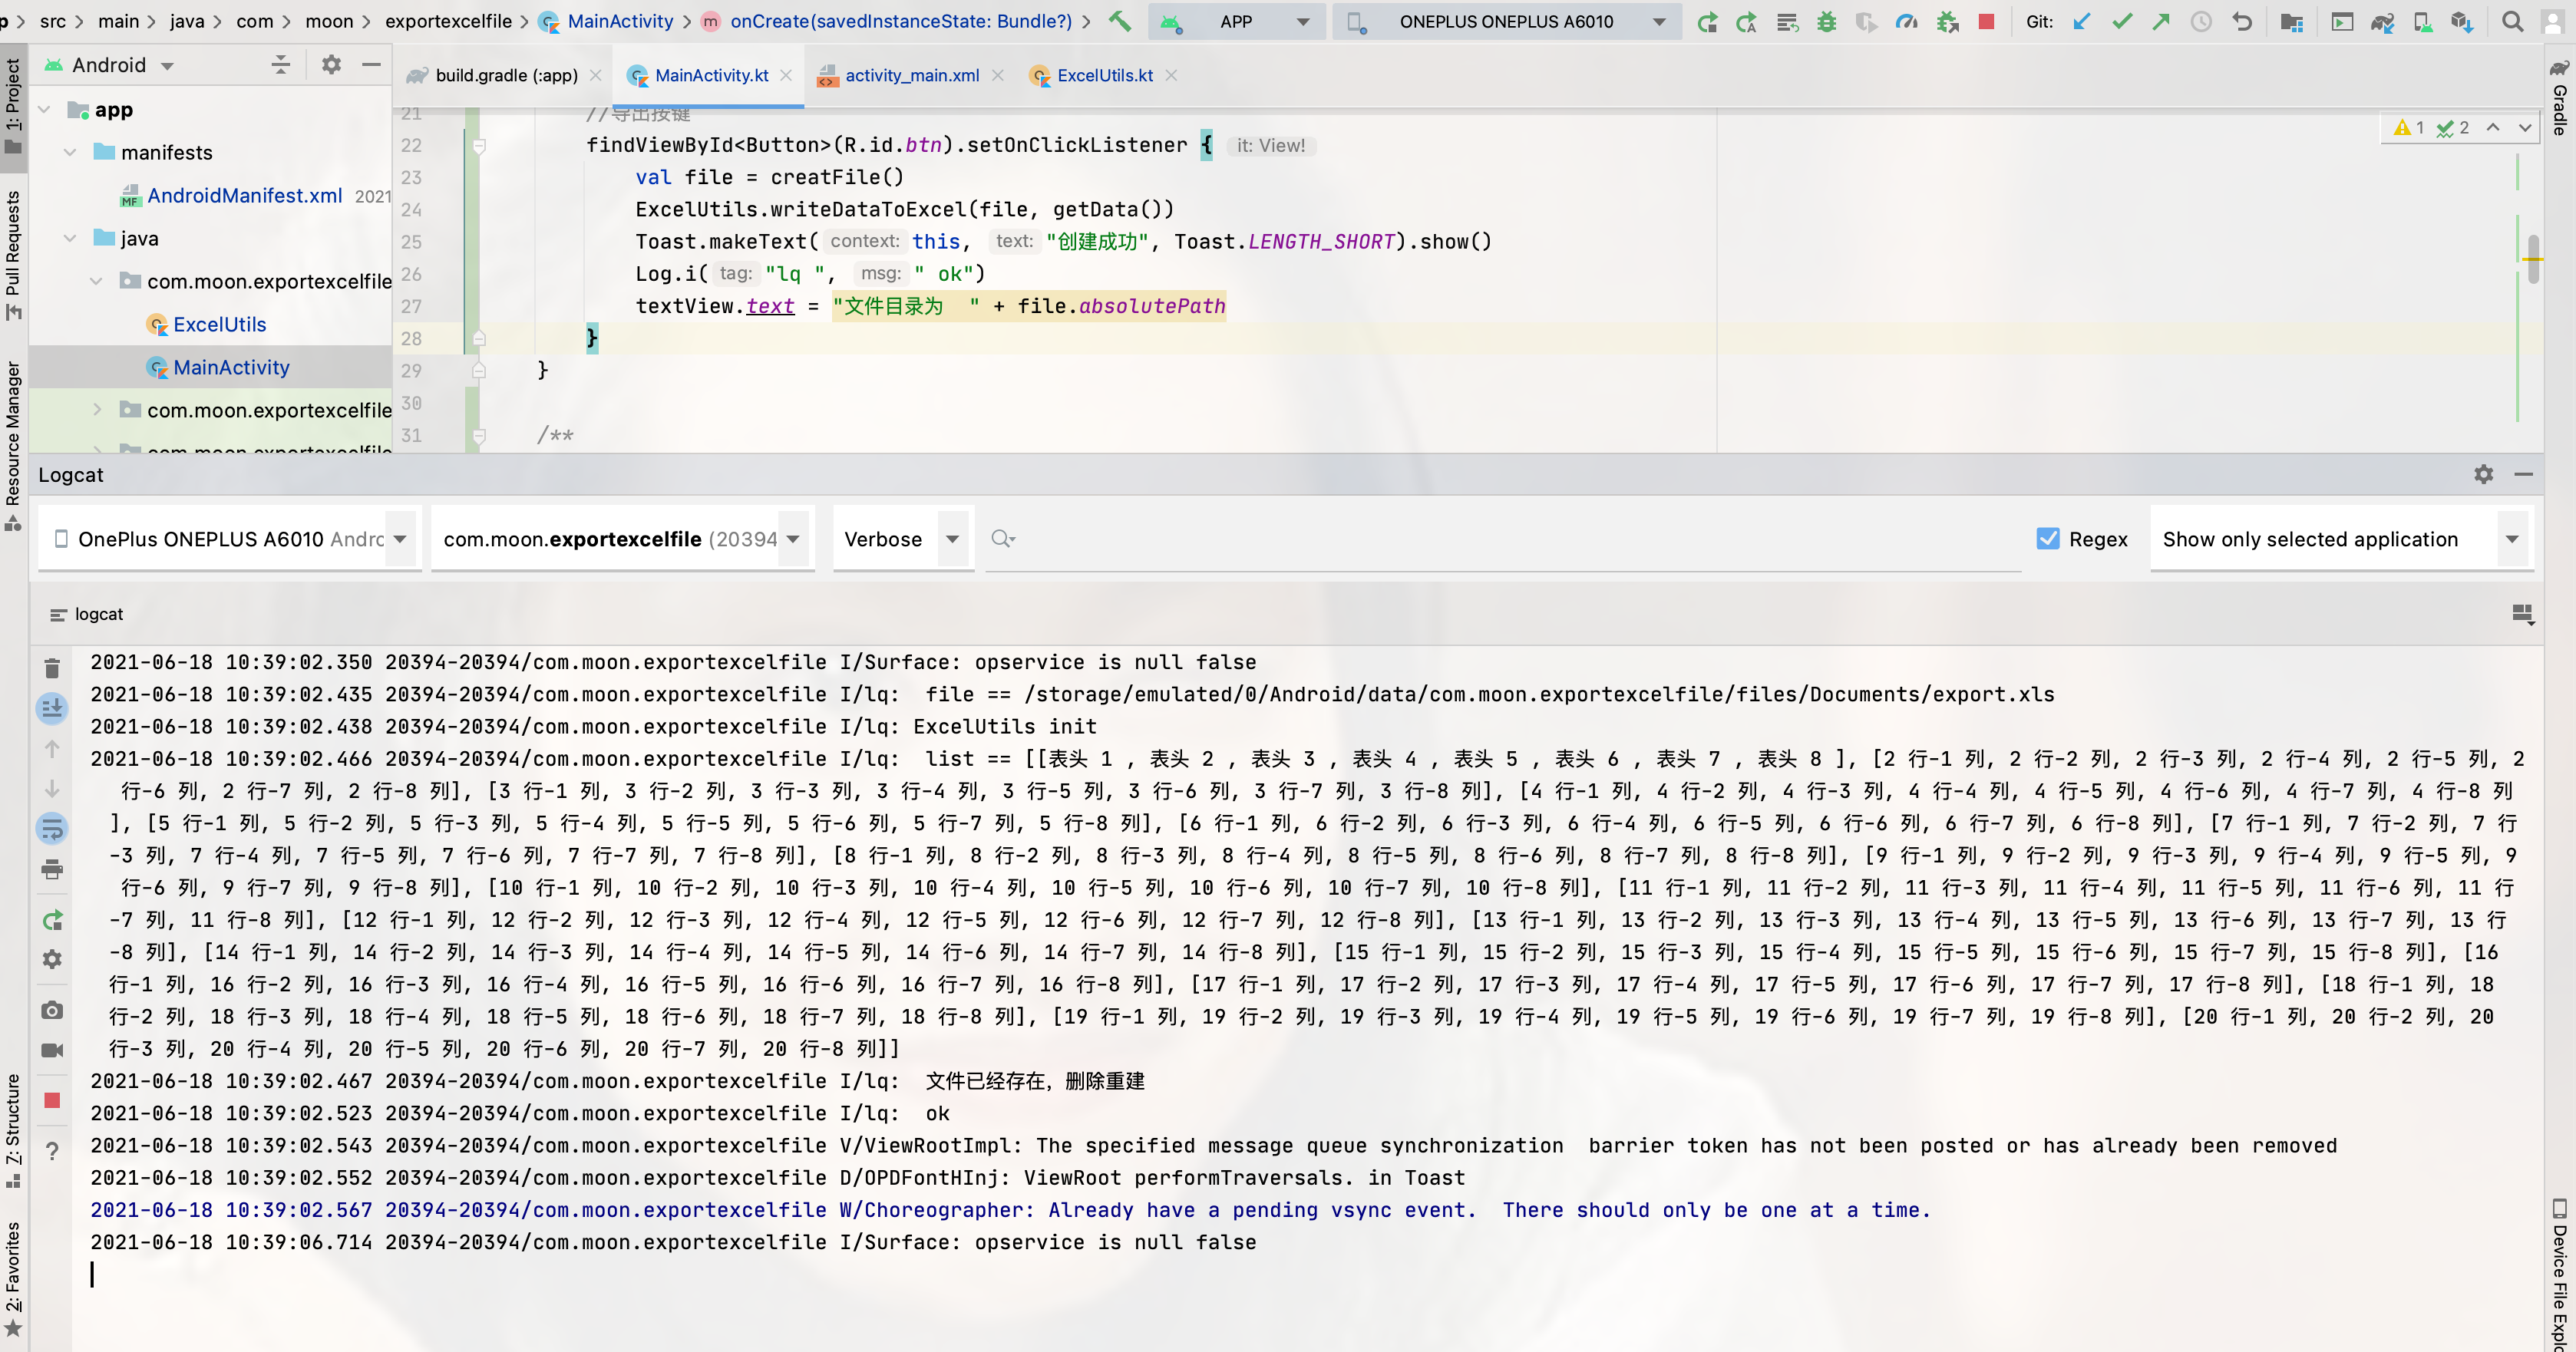 p > src > main > java > com > moon > exportexcelfile > MainActivity > onCreate(savedInstanceState: Bundle?) > APP ONEPLUS ONEPLUS A6010 Git:
Android
build.gradle (:app) MainActivity.kt activity_main.xml ExcelUtils.kt
1: Project
Pull Requests
Resource Manager
7: Structure
2: Favorites
Gradle
app
manifests
AndroidManifest.xml 2021
java
com.moon.exportexcelfile
ExcelUtils
MainActivity
com.moon.exportexcelfile
com.moon.exportexcelfile
1 2
21 //导出按键
22 findViewById<Button>(R.id.btn).setOnClickListener { it: View!
23 val file = creatFile()
24 ExcelUtils.writeDataToExcel(file, getData())
25 Toast.makeText( context: this, text: "创建成功", Toast.LENGTH_SHORT).show()
26 Log.i( tag: "lq ", msg: " ok")
27 textView.text = "文件目录为  " + file.absolutePath
28 }
29 }
30
31 /**
Logcat
OnePlus ONEPLUS A6010 Andrc com.moon.exportexcelfile (20394 Verbose Regex Show only selected application
logcat
2021-06-18 10:39:02.350 20394-20394/com.moon.exportexcelfile I/Surface: opservice is null false
2021-06-18 10:39:02.435 20394-20394/com.moon.exportexcelfile I/lq:  file == /storage/emulated/0/Android/data/com.moon.exportexcelfile/files/Documents/export.xls
2021-06-18 10:39:02.438 20394-20394/com.moon.exportexcelfile I/lq: ExcelUtils init
2021-06-18 10:39:02.466 20394-20394/com.moon.exportexcelfile I/lq:  list == [[表头 1 , 表头 2 , 表头 3 , 表头 4 , 表头 5 , 表头 6 , 表头 7 , 表头 8 ], [2 行-1 列, 2 行-2 列, 2 行-3 列, 2 行-4 列, 2 行-5 列, 2
行-6 列, 2 行-7 列, 2 行-8 列], [3 行-1 列, 3 行-2 列, 3 行-3 列, 3 行-4 列, 3 行-5 列, 3 行-6 列, 3 行-7 列, 3 行-8 列], [4 行-1 列, 4 行-2 列, 4 行-3 列, 4 行-4 列, 4 行-5 列, 4 行-6 列, 4 行-7 列, 4 行-8 列
], [5 行-1 列, 5 行-2 列, 5 行-3 列, 5 行-4 列, 5 行-5 列, 5 行-6 列, 5 行-7 列, 5 行-8 列], [6 行-1 列, 6 行-2 列, 6 行-3 列, 6 行-4 列, 6 行-5 列, 6 行-6 列, 6 行-7 列, 6 行-8 列], [7 行-1 列, 7 行-2 列, 7 行
-3 列, 7 行-4 列, 7 行-5 列, 7 行-6 列, 7 行-7 列, 7 行-8 列], [8 行-1 列, 8 行-2 列, 8 行-3 列, 8 行-4 列, 8 行-5 列, 8 行-6 列, 8 行-7 列, 8 行-8 列], [9 行-1 列, 9 行-2 列, 9 行-3 列, 9 行-4 列, 9 行-5 列, 9
行-6 列, 9 行-7 列, 9 行-8 列], [10 行-1 列, 10 行-2 列, 10 行-3 列, 10 行-4 列, 10 行-5 列, 10 行-6 列, 10 行-7 列, 10 行-8 列], [11 行-1 列, 11 行-2 列, 11 行-3 列, 11 行-4 列, 11 行-5 列, 11 行-6 列, 11 行
-7 列, 11 行-8 列], [12 行-1 列, 12 行-2 列, 12 行-3 列, 12 行-4 列, 12 行-5 列, 12 行-6 列, 12 行-7 列, 12 行-8 列], [13 行-1 列, 13 行-2 列, 13 行-3 列, 13 行-4 列, 13 行-5 列, 13 行-6 列, 13 行-7 列, 13 行
-8 列], [14 行-1 列, 14 行-2 列, 14 行-3 列, 14 行-4 列, 14 行-5 列, 14 行-6 列, 14 行-7 列, 14 行-8 列], [15 行-1 列, 15 行-2 列, 15 行-3 列, 15 行-4 列, 15 行-5 列, 15 行-6 列, 15 行-7 列, 15 行-8 列], [16
行-1 列, 16 行-2 列, 16 行-3 列, 16 行-4 列, 16 行-5 列, 16 行-6 列, 16 行-7 列, 16 行-8 列], [17 行-1 列, 17 行-2 列, 17 行-3 列, 17 行-4 列, 17 行-5 列, 17 行-6 列, 17 行-7 列, 17 行-8 列], [18 行-1 列, 18
行-2 列, 18 行-3 列, 18 行-4 列, 18 行-5 列, 18 行-6 列, 18 行-7 列, 18 行-8 列], [19 行-1 列, 19 行-2 列, 19 行-3 列, 19 行-4 列, 19 行-5 列, 19 行-6 列, 19 行-7 列, 19 行-8 列], [20 行-1 列, 20 行-2 列, 20
行-3 列, 20 行-4 列, 20 行-5 列, 20 行-6 列, 20 行-7 列, 20 行-8 列]]
2021-06-18 10:39:02.467 20394-20394/com.moon.exportexcelfile I/lq:  文件已经存在，删除重建
2021-06-18 10:39:02.523 20394-20394/com.moon.exportexcelfile I/lq:  ok
2021-06-18 10:39:02.543 20394-20394/com.moon.exportexcelfile V/ViewRootImpl: The specified message queue synchronization  barrier token has not been posted or has already been removed
2021-06-18 10:39:02.552 20394-20394/com.moon.exportexcelfile D/OPDFontHInj: ViewRoot performTraversals. in Toast
2021-06-18 10:39:02.567 20394-20394/com.moon.exportexcelfile W/Choreographer: Already have a pending vsync event.  There should only be one at a time.
2021-06-18 10:39:06.714 20394-20394/com.moon.exportexcelfile I/Surface: opservice is null false
Device File Explo